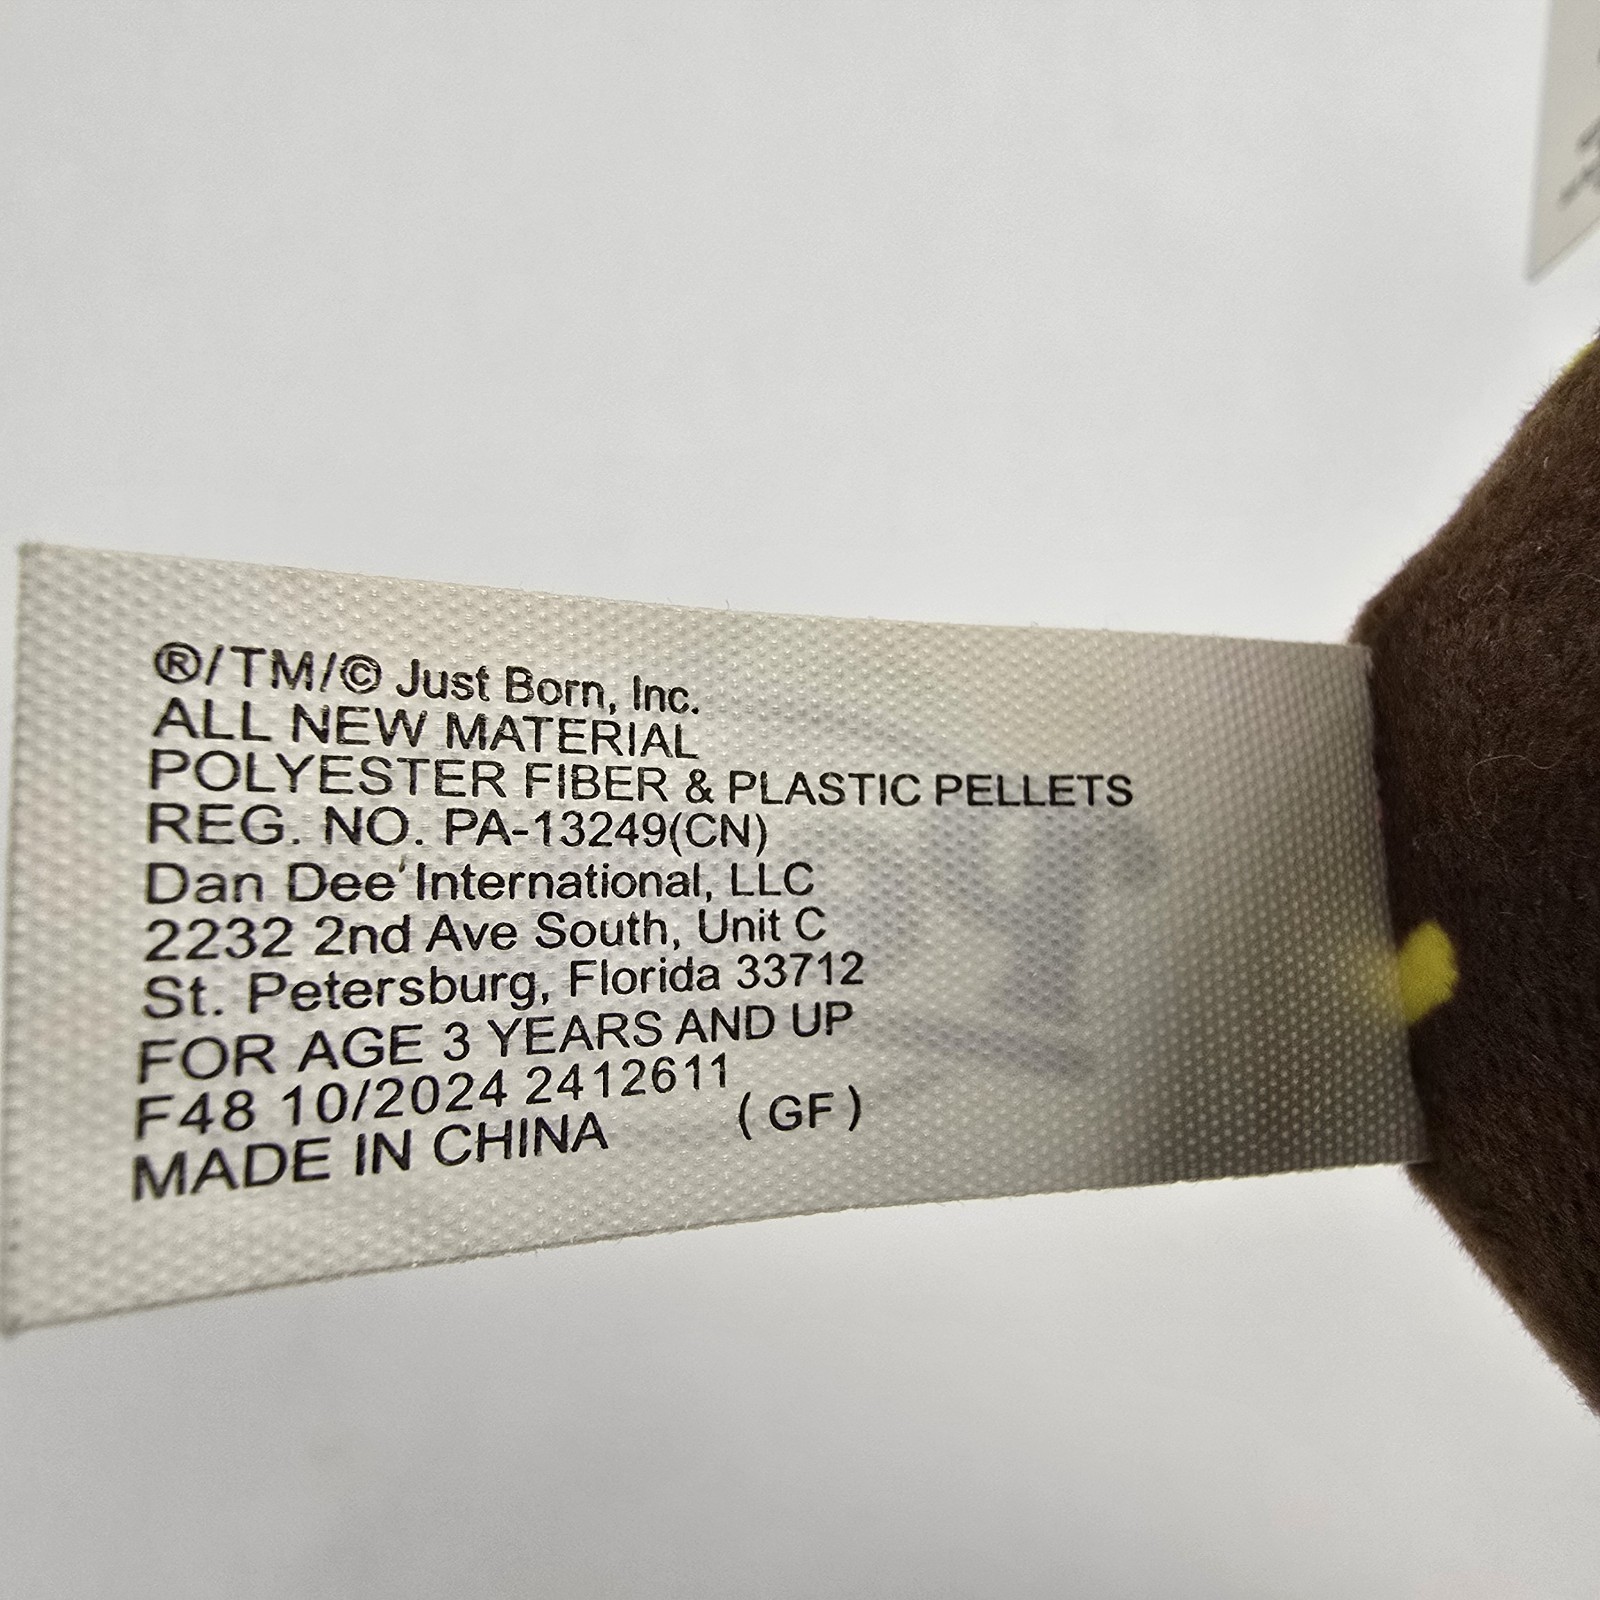 ®/TM/© Just Born, Inc.
ALL NEW MATERIAL
POLYESTER FIBER & PLASTIC PELLETS
REG. NO. PA-13249(CN)
Dan Dee International, LLC
2232 2nd Ave South, Unit C
St. Petersburg, Florida 33712
FOR AGE 3 YEARS AND UP
F48 10/2024 2412611
MADE IN CHINA (GF)